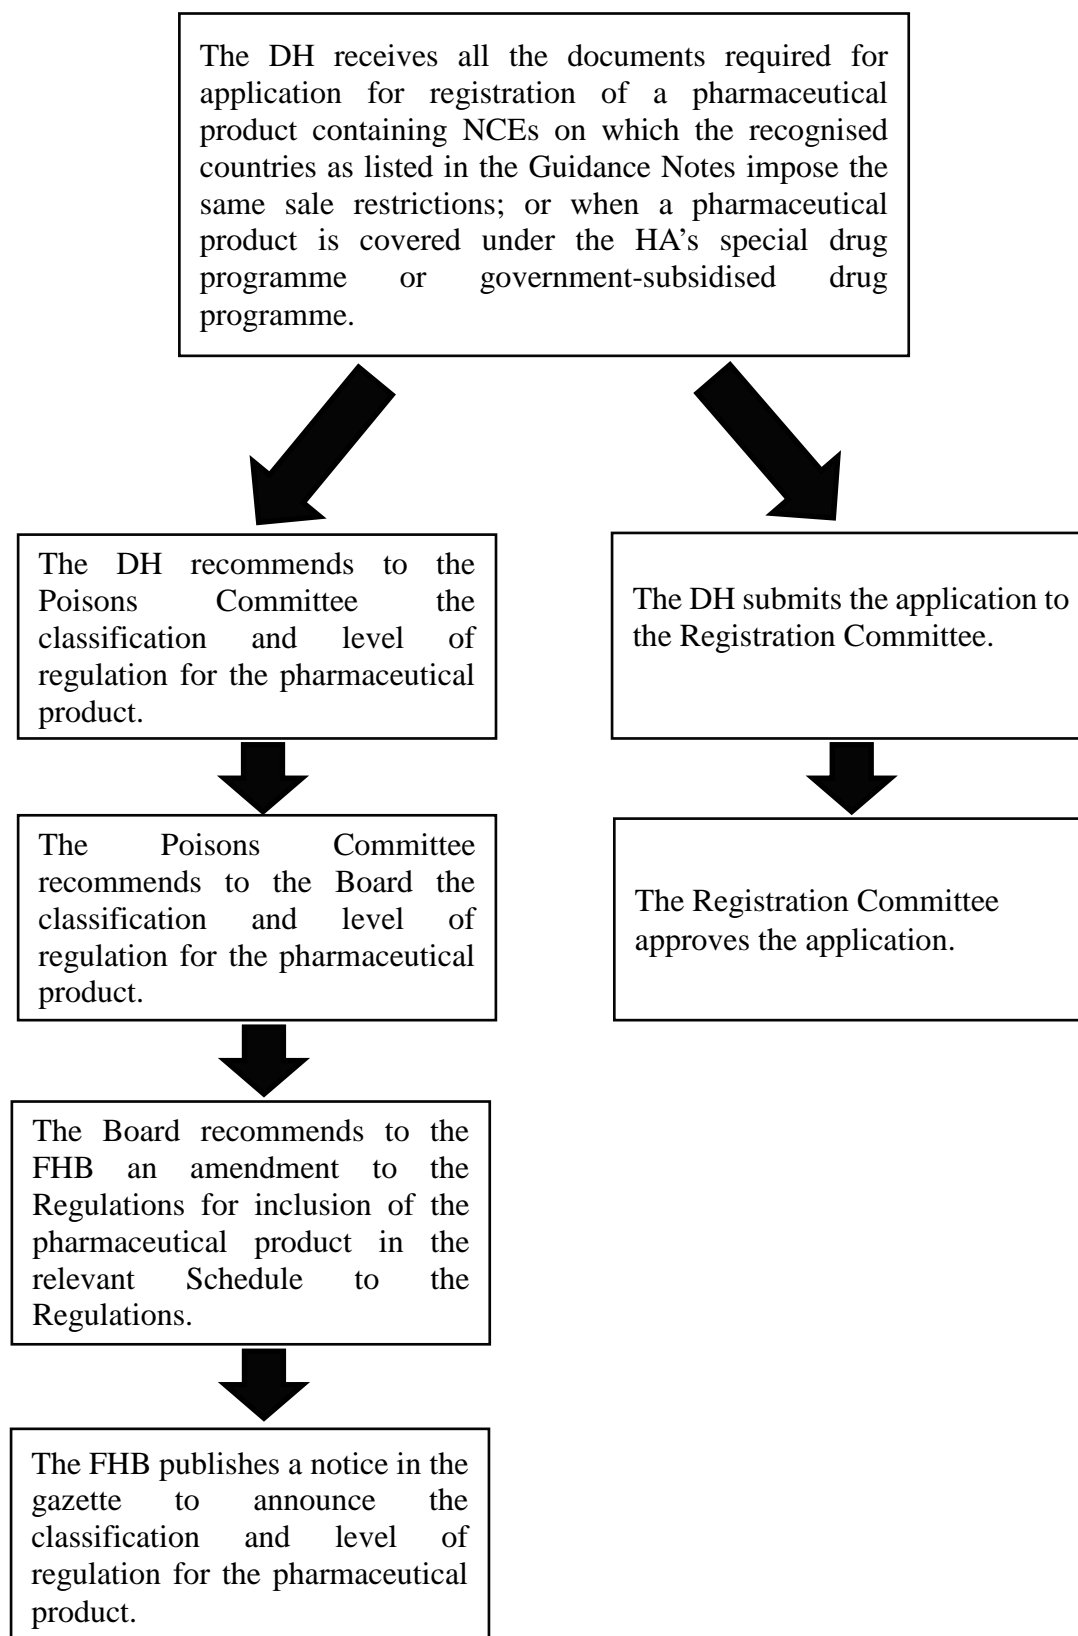 The DH receives all the documents required for
application for registration of a pharmaceutical
product containing NCEs on which the recognised
countries as listed in the Guidance Notes impose the
same sale restrictions; or when a pharmaceutical
product is covered under the HA’s special drug
programme or government-subsidised drug
programme.
The DH recommends to the
Poisons Committee the
classification and level of
regulation for the pharmaceutical
product.
The DH submits the application to
the Registration Committee.
The Poisons Committee
recommends to the Board the
classification and level of
regulation for the pharmaceutical
product.
The Registration Committee
approves the application.
The Board recommends to the
FHB an amendment to the
Regulations for inclusion of the
pharmaceutical product in the
relevant Schedule to the
Regulations.
The FHB publishes a notice in the
gazette to announce the
classification and level of
regulation for the pharmaceutical
product.